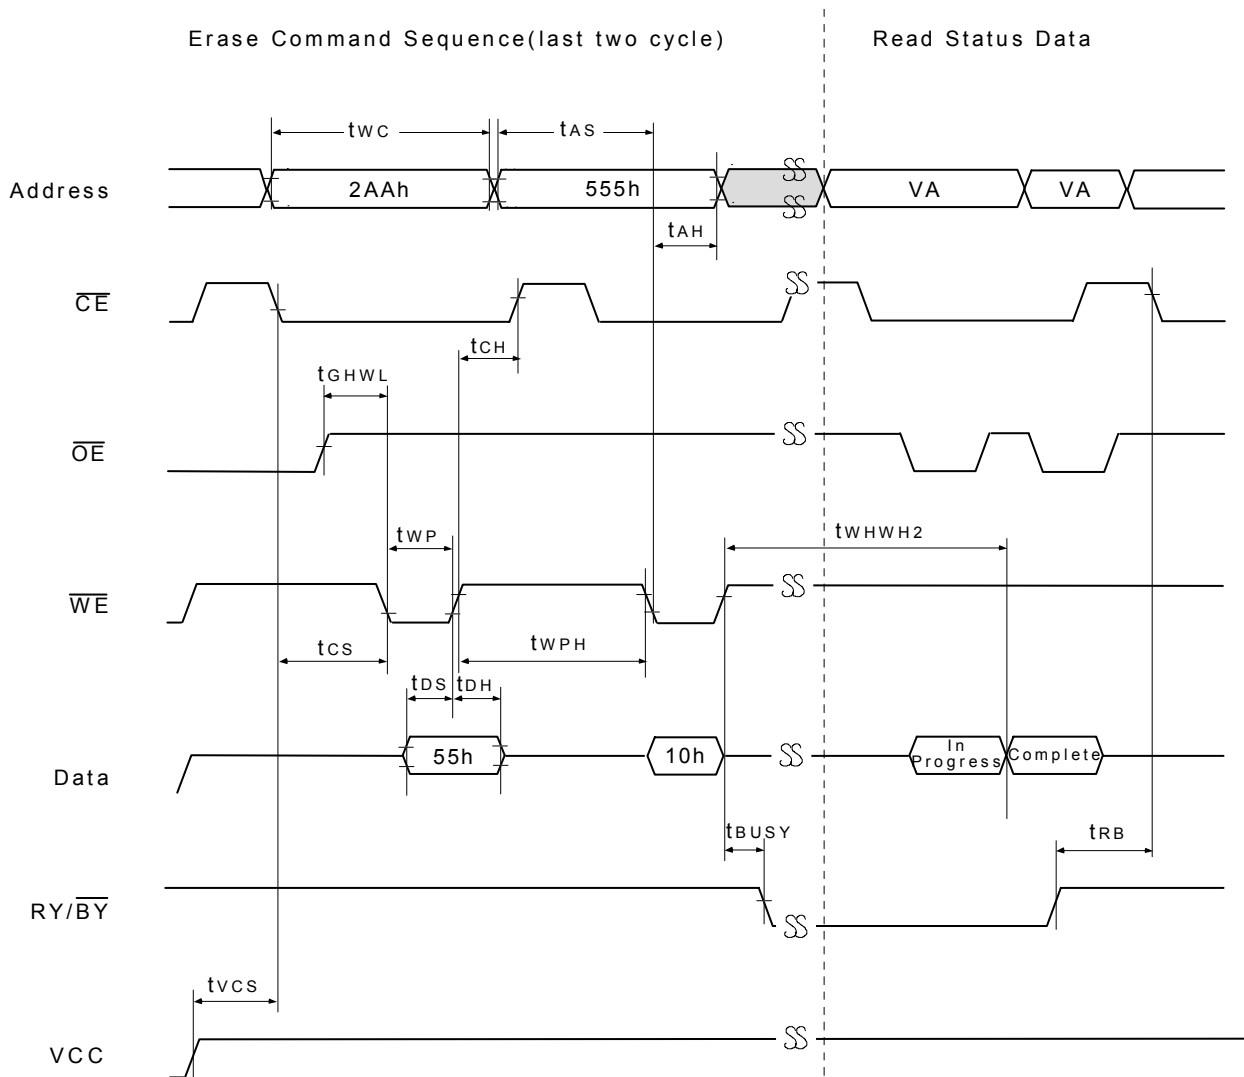 Erase Command Sequence(last two cycle)
Read Status Data
tWC
tAS
Address
2AAh
555h
VA
VA
tAH
CE
tCH
tGHWL
OE
tWP
tWHWH2
WE
tCS
tWPH
tDS
tDH
Data
55h
10h
In
Progress
Complete
tBUSY
tRB
RY/BY
tVCS
VCC